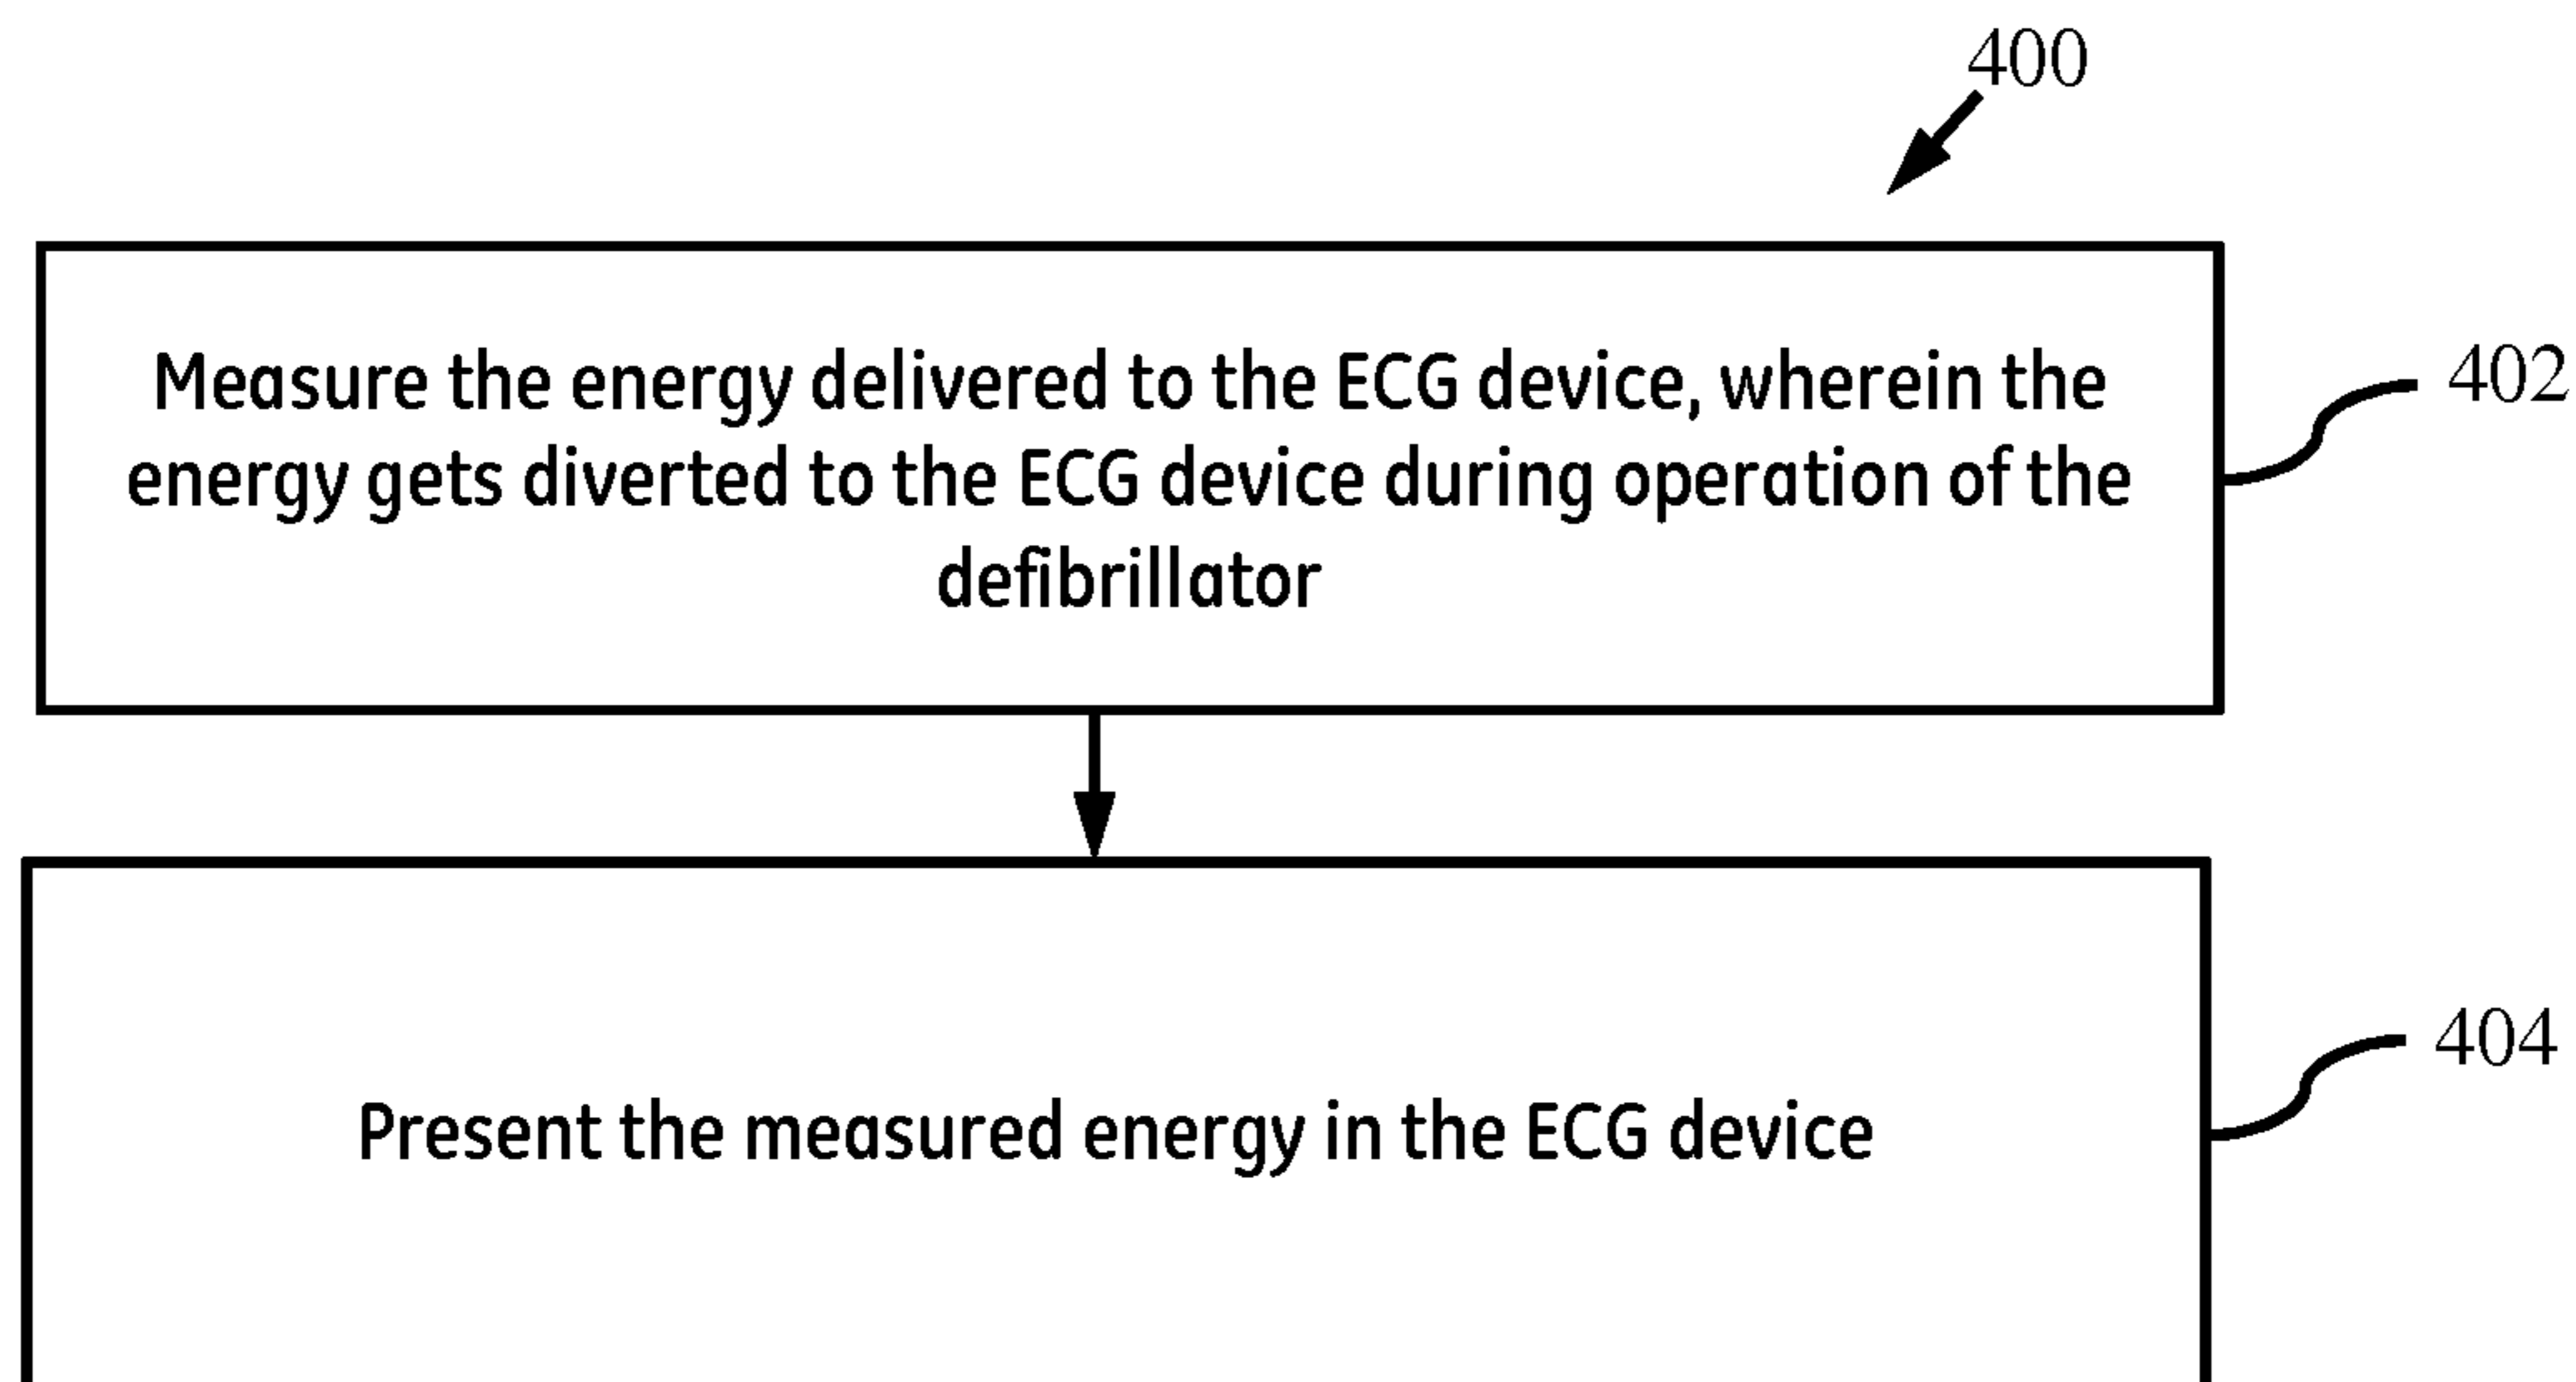 400
Measure the energy delivered to the ECG device, wherein the
energy gets diverted to the ECG device during operation of the
defibrillator
402
Present the measured energy in the ECG device
404